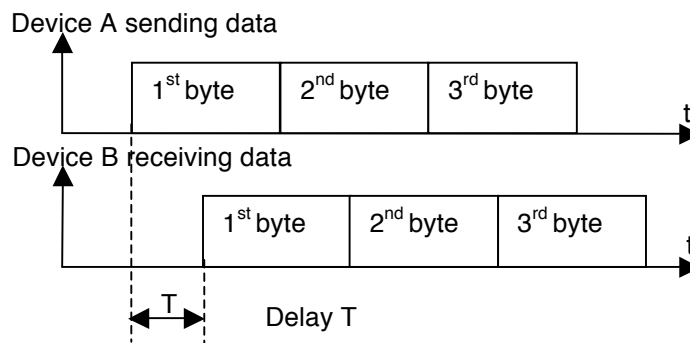 Device A sending data
1st byte 2nd byte 3rd byte
t
Device B receiving data
1st byte 2nd byte 3rd byte
t
T
Delay T